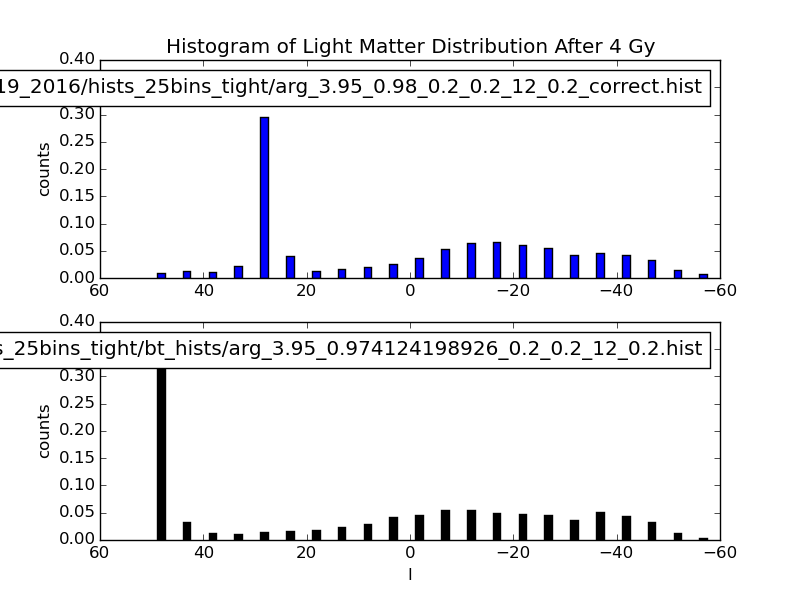 Histogram of Light Matter Distribution After 4 Gy
0.40
19_2016/hists_25bins_tight/arg_3.95_0.98_0.2_0.2_12_0.2_correct.hist
0.30
0.25
0.20
0.15
0.10
0.05
0.00
counts
60 40 20 0 −20 −40 −60
0.40
s_25bins_tight/bt_hists/arg_3.95_0.974124198926_0.2_0.2_12_0.2.hist
0.30
0.25
0.20
0.15
0.10
0.05
0.00
counts
60 40 20 0 −20 −40 −60
l